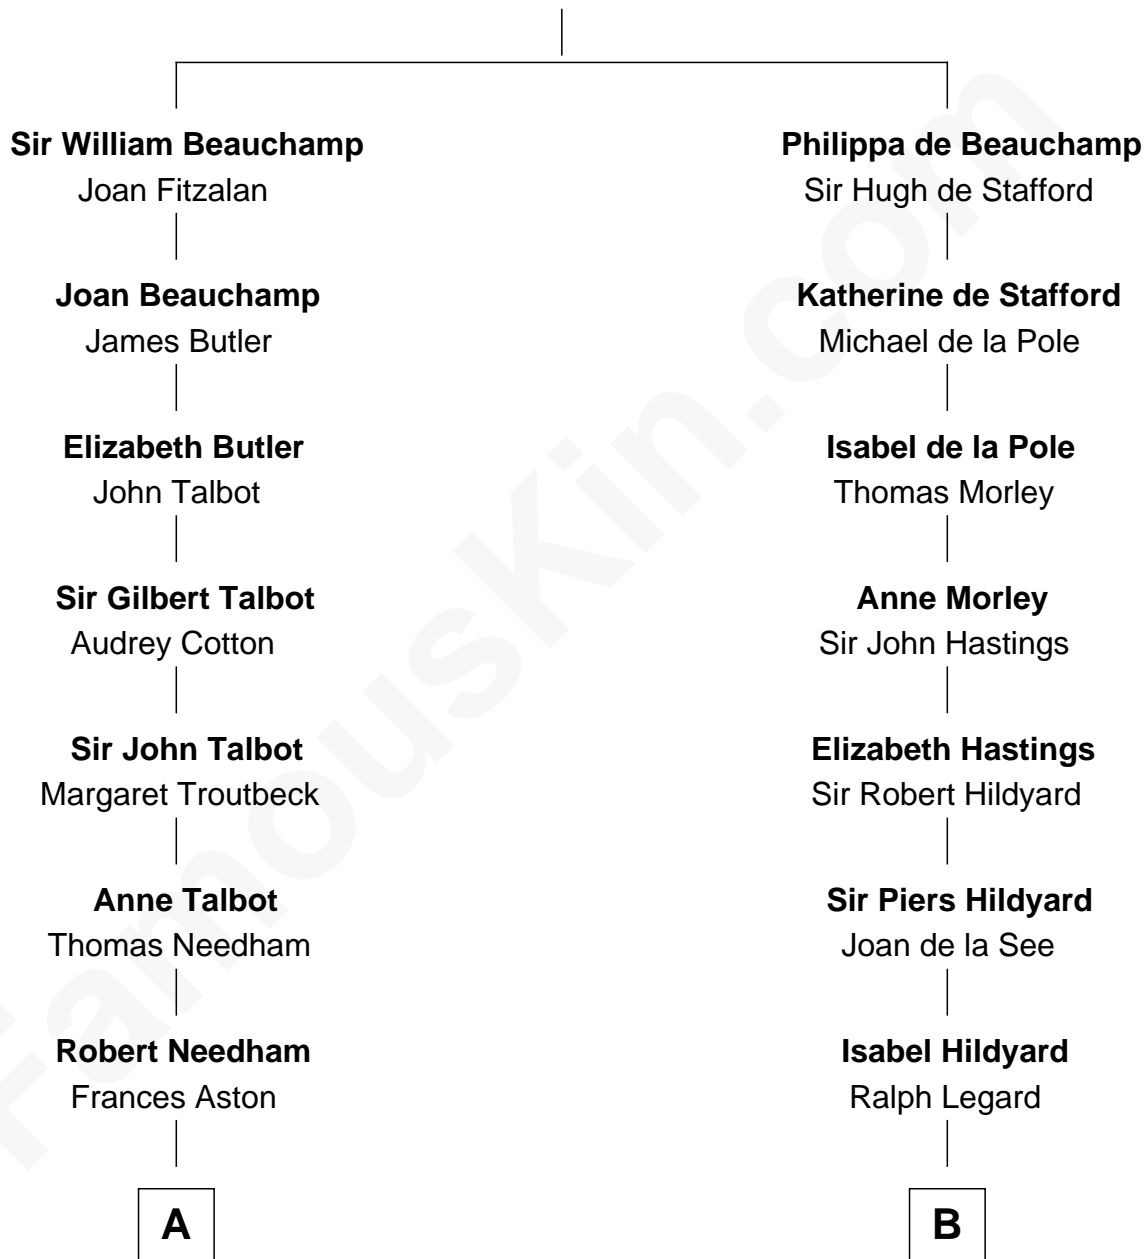 Sir William Beauchamp
Joan Fitzalan
Joan Beauchamp
James Butler
Elizabeth Butler
John Talbot
Sir Gilbert Talbot
Audrey Cotton
Sir John Talbot
Margaret Troutbeck
Anne Talbot
Thomas Needham
Robert Needham
Frances Aston
A
Philippa de Beauchamp
Sir Hugh de Stafford
Katherine de Stafford
Michael de la Pole
Isabel de la Pole
Thomas Morley
Anne Morley
Sir John Hastings
Elizabeth Hastings
Sir Robert Hildyard
Sir Piers Hildyard
Joan de la See
Isabel Hildyard
Ralph Legard
B
FamousKin.com